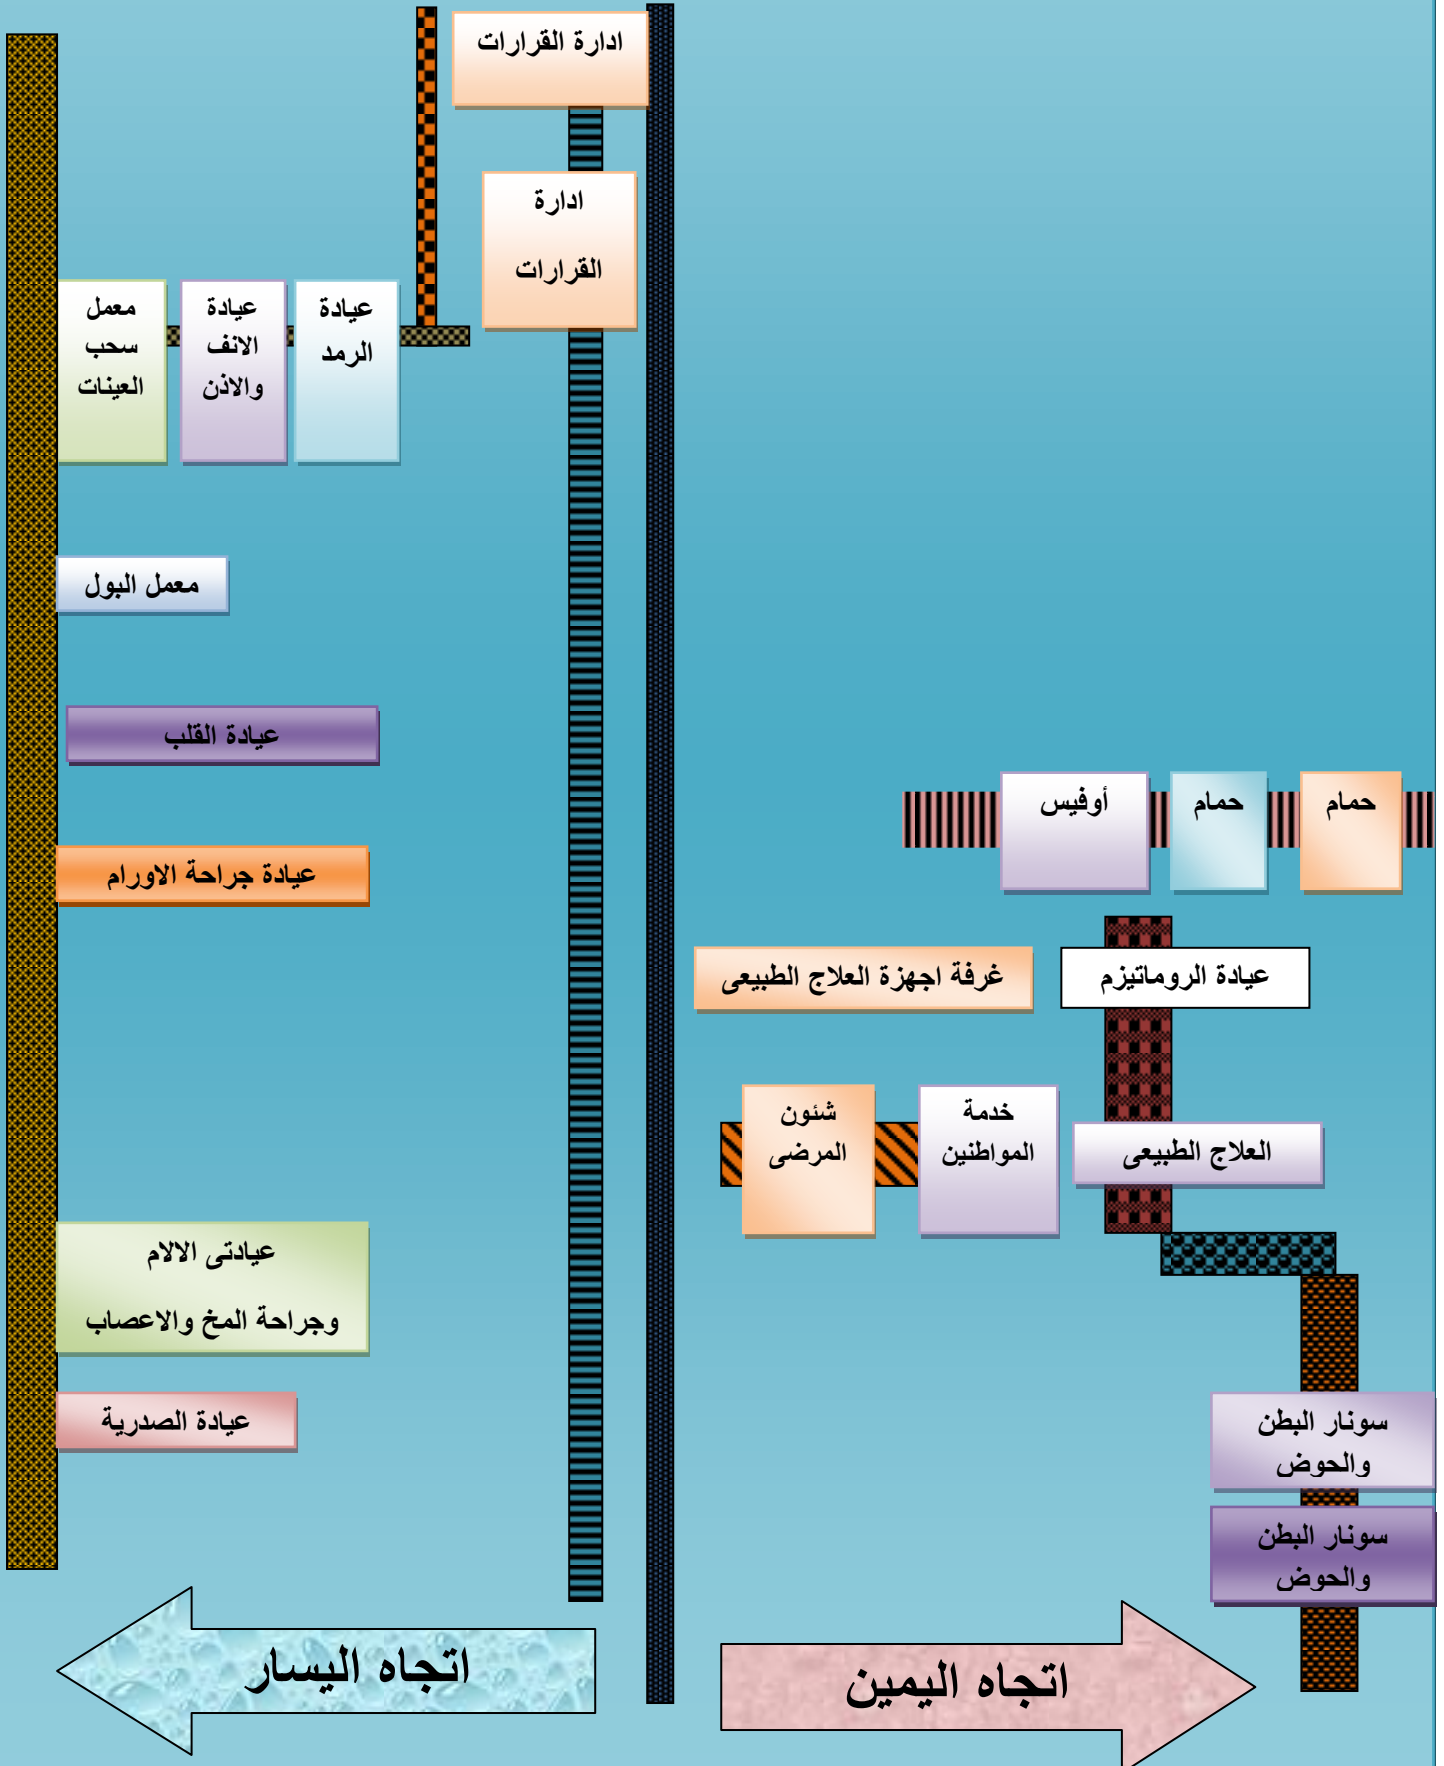 ادارة القرارات
ادارة
القرارات
عيادة
الرمد
عيادة
الانف
والاذن
معمل
سحب
العينات
معمل البول
عيادة القلب
حمام
حمام
أوفيس
عيادة جراحة الاورام
عيادة الروماتيزم
غرفة اجهزة العلاج الطبيعى
العلاج الطبيعى
خدمة
المواطنين
شئون
المرضى
عيادتى الالام
وجراحة المخ والاعصاب
عيادة الصدرية
سونار البطن
والحوض
سونار البطن
والحوض
اتجاه اليمين
اتجاه اليسار